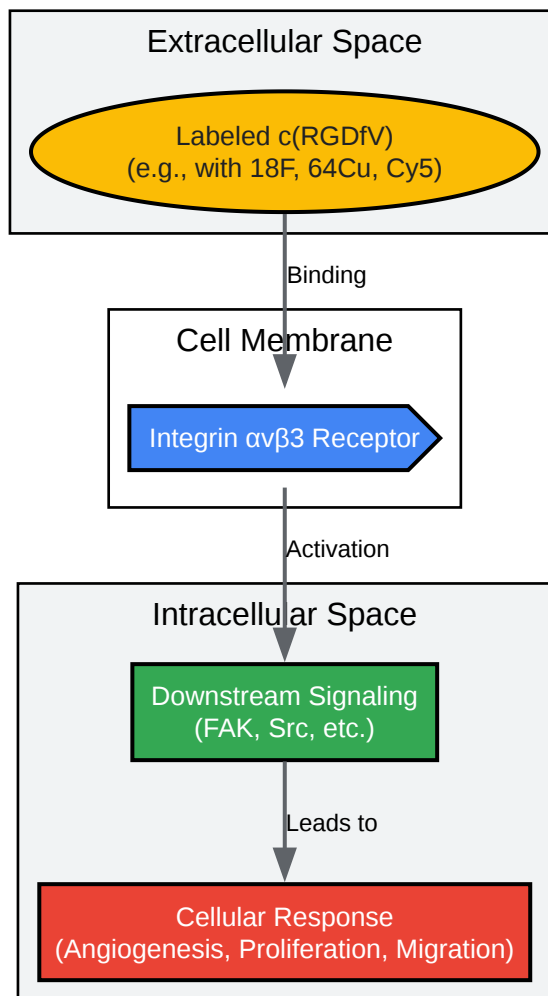 Extracellular Space
Labeled c(RGDfV)
(e.g., with 18F, 64Cu, Cy5)
Binding
Cell Membrane
Integrin αvβ3 Receptor
Activation
Intracellular Space
Downstream Signaling
(FAK, Src, etc.)
Leads to
Cellular Response
(Angiogenesis, Proliferation, Migration)